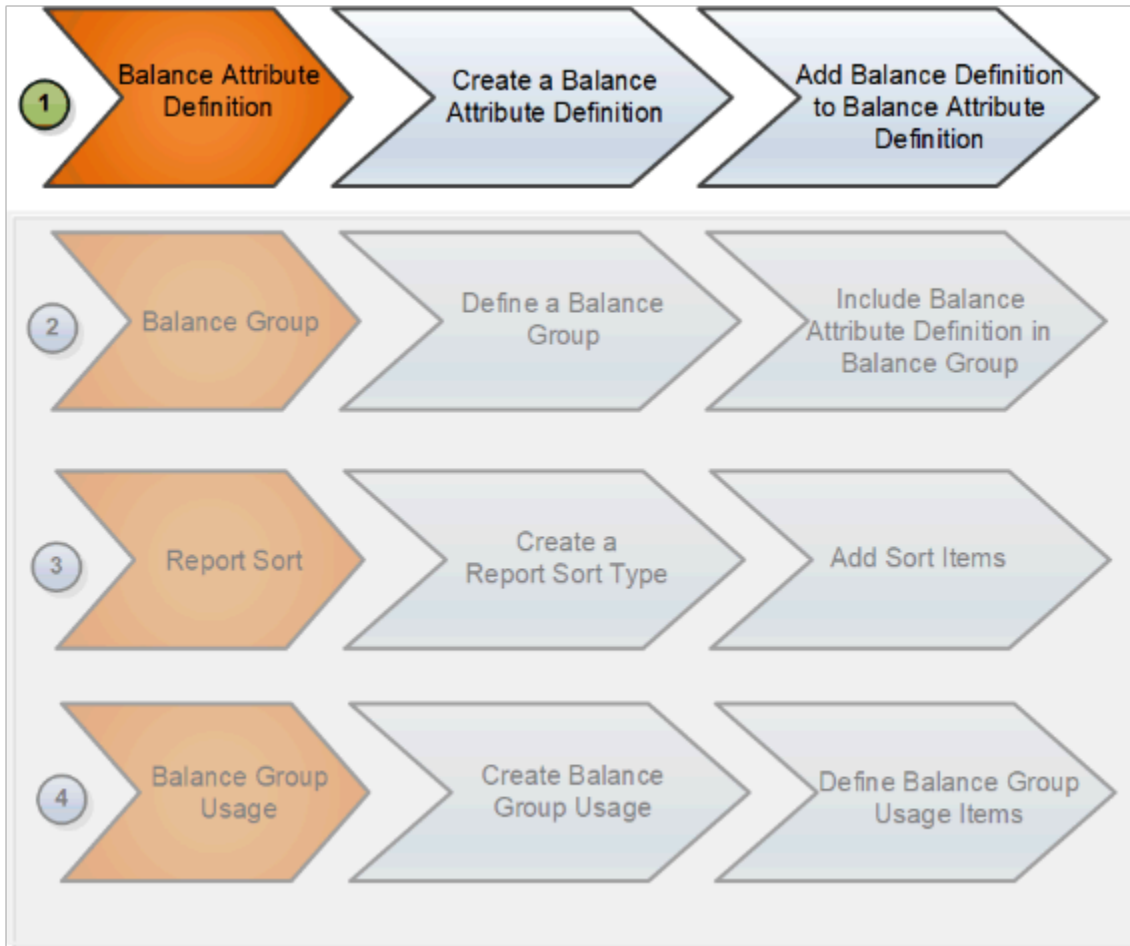 1
Balance Attribute
Definition
Create a Balance
Attribute Definition
Add Balance Definition
to Balance Attribute
Definition
2
Balance Group
Define a Balance
Group
Include Balance
Attribute Definition in
Balance Group
3
Report Sort
Create a
Report Sort Type
Add Sort Items
4
Balance Group
Usage
Create Balance
Group Usage
Define Balance Group
Usage Items